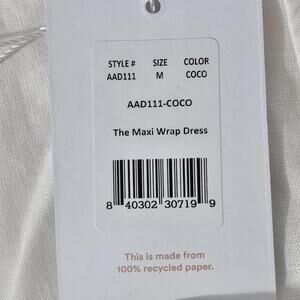 STYLE # SIZE COLOR
AAD111 M COCO
AAD111-COCO
The Maxi Wrap Dress
8 40302 30719 9
This is made from
100% recycled paper.